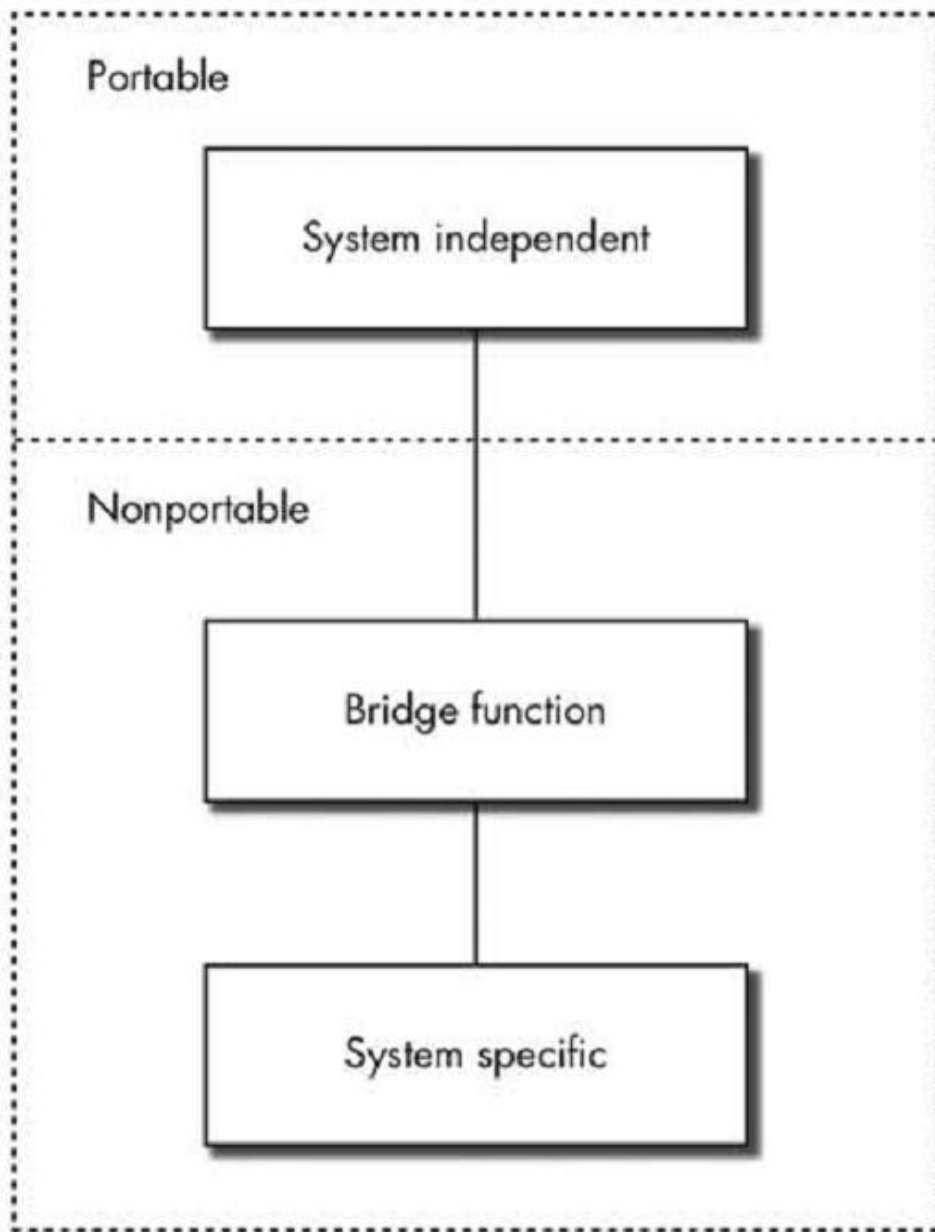 Portable
System independent
Nonportable
Bridge function
System specific